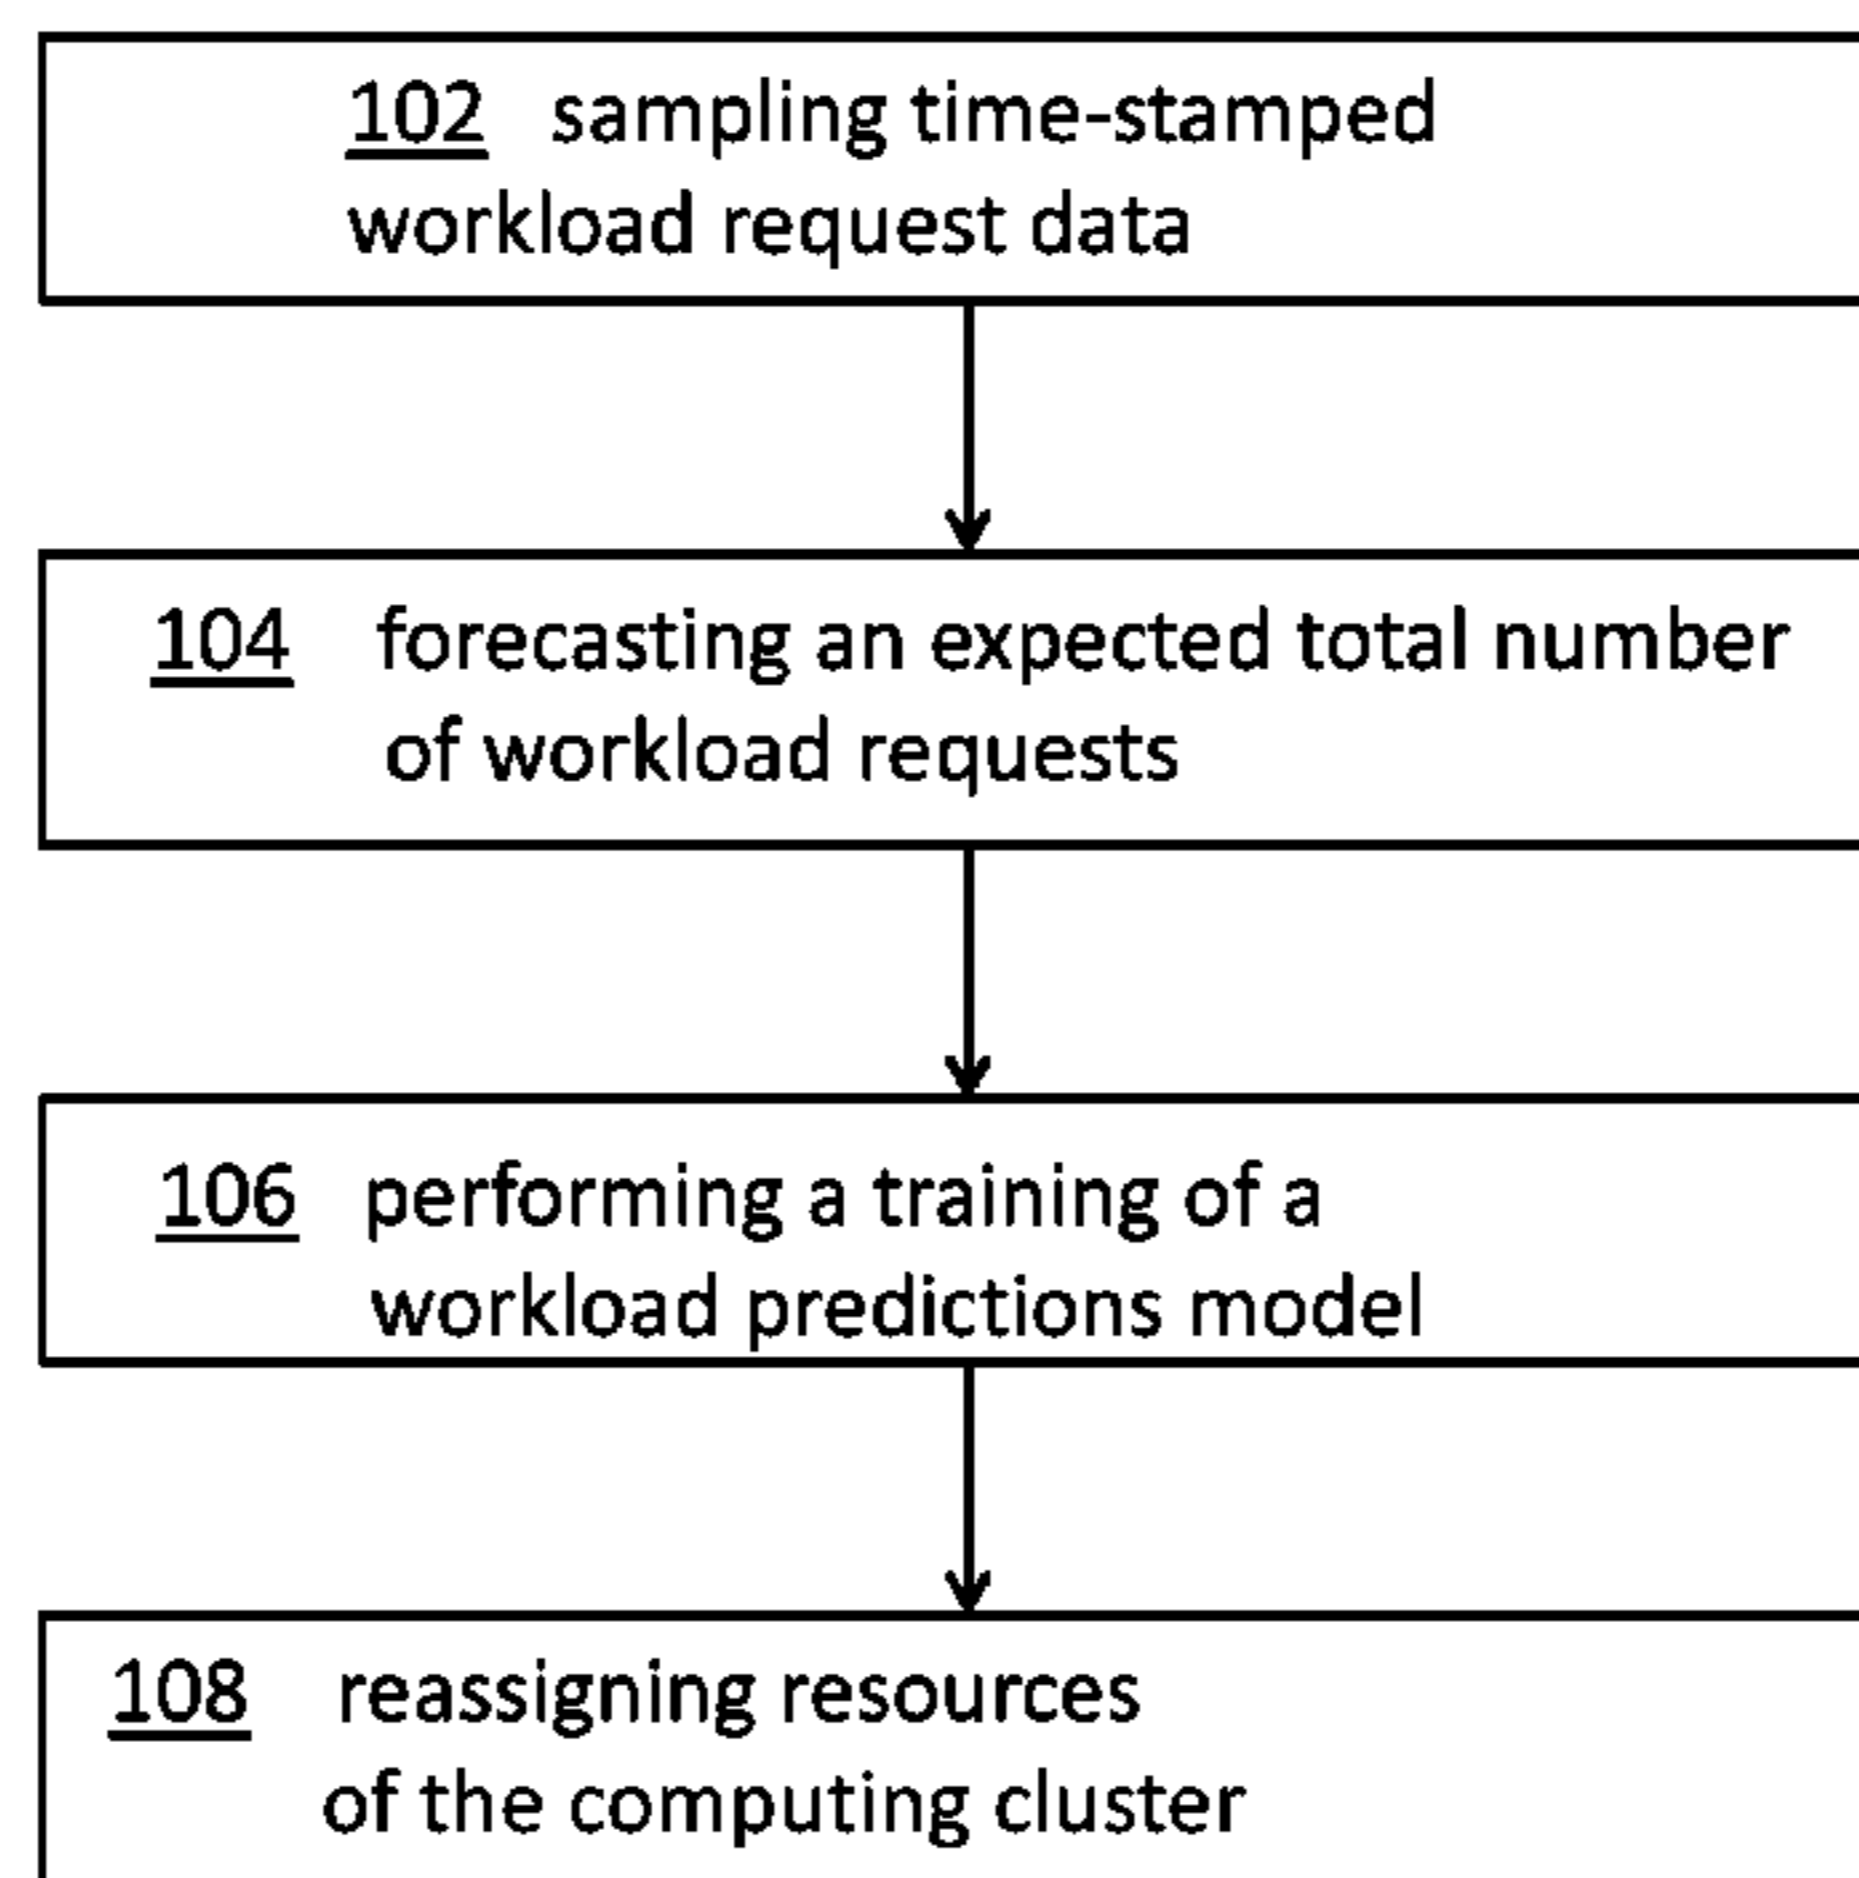 102 sampling time-stamped
workload request data
104 forecasting an expected total number
of workload requests
106 performing a training of a
workload predictions model
108 reassigning resources
of the computing cluster